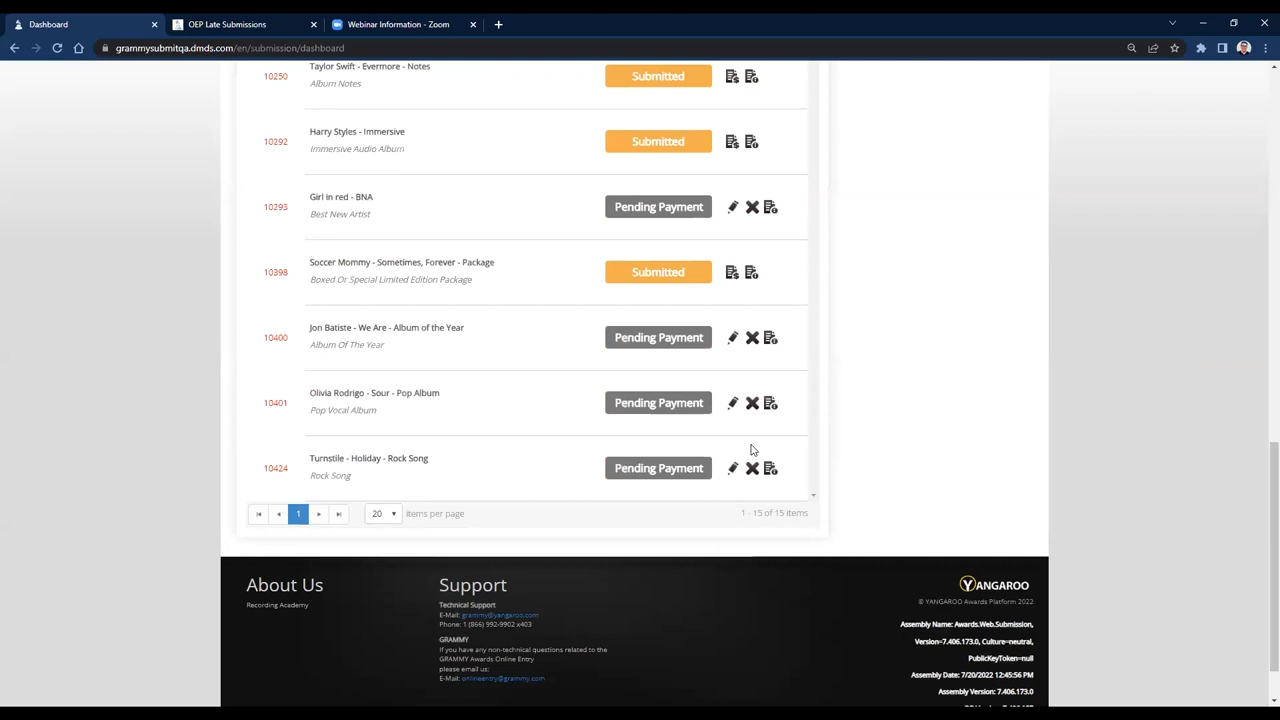 Dashboard
OEP Late Submissions
Webinar Information - Zoom
grammysubmitqa.dmds.com/en/submission/dashboard
10250
Taylor Swift - Evermore - Notes
Album Notes
Submitted
10292
Harry Styles - Immersive
Immersive Audio Album
Submitted
10293
Girl in red - BNA
Best New Artist
Pending Payment
10398
Soccer Mommy - Sometimes, Forever - Package
Boxed Or Special Limited Edition Package
Submitted
10400
Jon Batiste - We Are - Album of the Year
Album Of The Year
Pending Payment
10401
Olivia Rodrigo - Sour - Pop Album
Pop Vocal Album
Pending Payment
10424
Turnstile - Holiday - Rock Song
Rock Song
Pending Payment
1
20
items per page
1 - 15 of 15 items
About Us
Recording Academy
Support
Technical Support
E-Mail: grammy@yangaroo.com
Phone: 1 (866) 992-9902 x403
GRAMMY
If you have any non-technical questions related to the
GRAMMY Awards Online Entry
please email us:
E-Mail: onlineentry@grammy.com
YANGAROO
© YANGAROO Awards Platform 2022
Assembly Name: Awards.Web.Submission,
Version=7.406.173.0, Culture=neutral,
PublicKeyToken=null
Assembly Date: 7/20/2022 12:45:56 PM
Assembly Version: 7.406.173.0